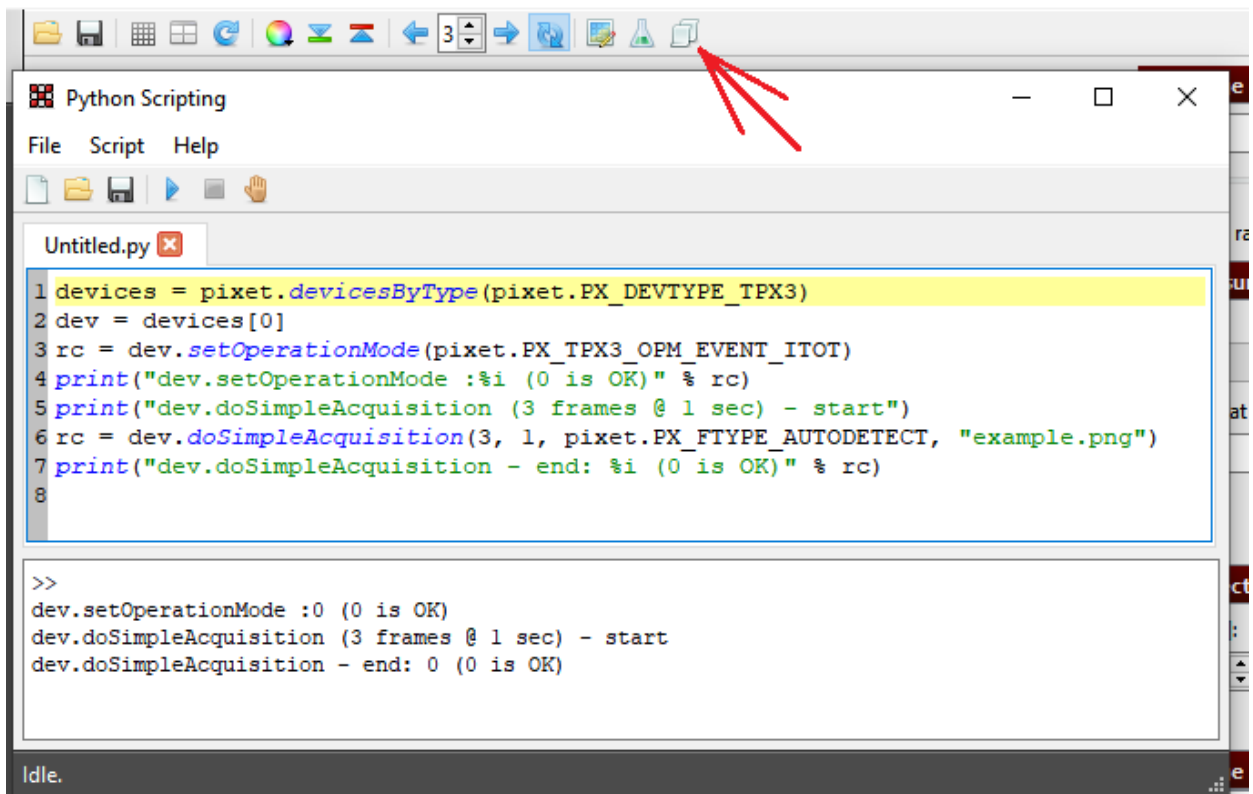 3
Python Scripting
File Script Help
Untitled.py
1 devices = pixet.devicesByType(pixet.PX_DEVTYPE_TPX3)
2 dev = devices[0]
3 rc = dev.setOperationMode(pixet.PX_TPX3_OPM_EVENT_ITOT)
4 print("dev.setOperationMode :%i (0 is OK)" % rc)
5 print("dev.doSimpleAcquisition (3 frames @ 1 sec) - start")
6 rc = dev.doSimpleAcquisition(3, 1, pixet.PX_FTYPE_AUTODETECT, "example.png")
7 print("dev.doSimpleAcquisition - end: %i (0 is OK)" % rc)
8
>>
dev.setOperationMode :0 (0 is OK)
dev.doSimpleAcquisition (3 frames @ 1 sec) - start
dev.doSimpleAcquisition - end: 0 (0 is OK)
Idle.